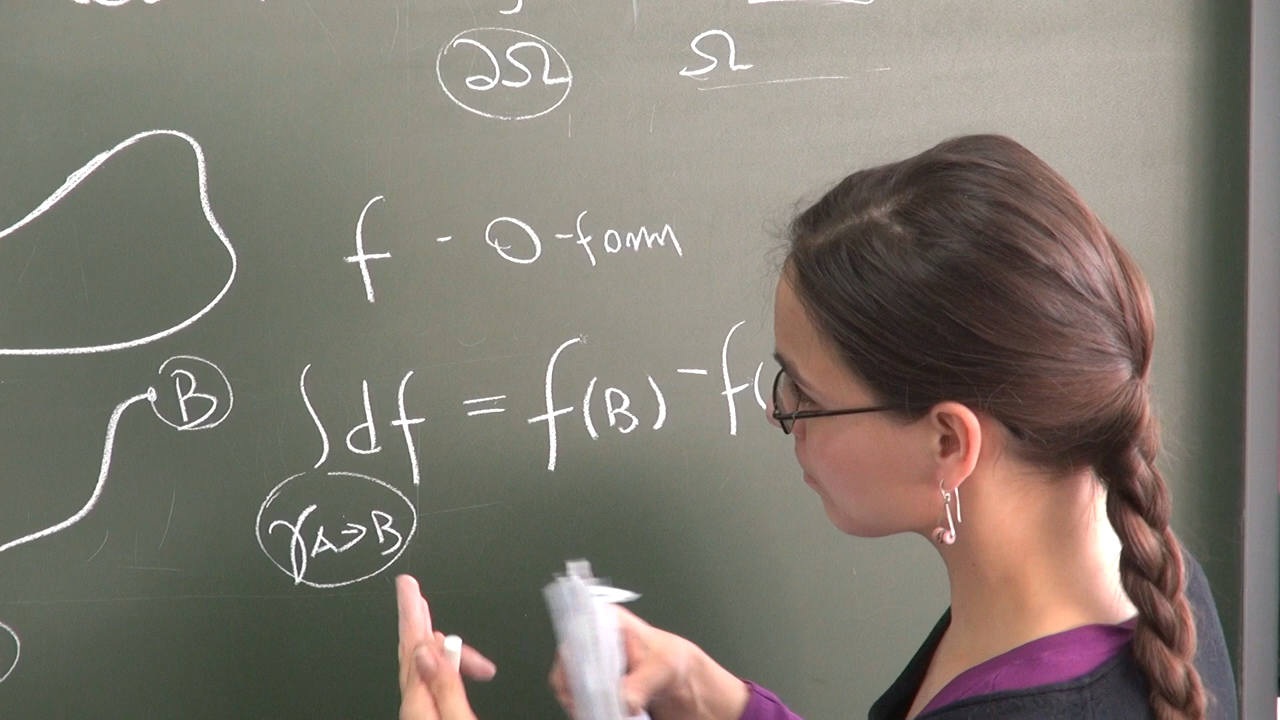 ∂Ω Ω
f - 0-form
B
∫ df = f(B) - f(
γA→B